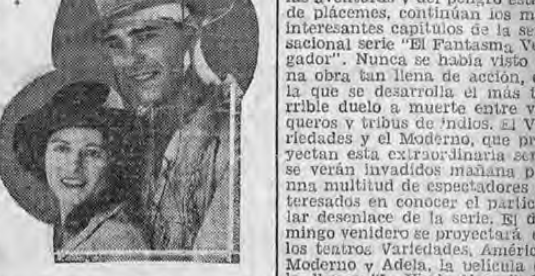 de plácemes, continúan los m
interesantes capítulos de la se
sacional serie "El Fantasma Ve
gador". Nunca se había visto
na obra tan llena de acción, e
la que se desarrolla el más t
rrible duelo a muerte entre v
queros y tribus de indios. El V
riedades y el Moderno, que pr
yectan esta extraordinaria ser
se verán invadidos mañana p
nna multitud de espectadores
teresados en conocer el partic
lar desenlace de la serie. El d
mingo venidero se proyectará e
los teatros Variedades, Améric
Moderno y Adela, la película